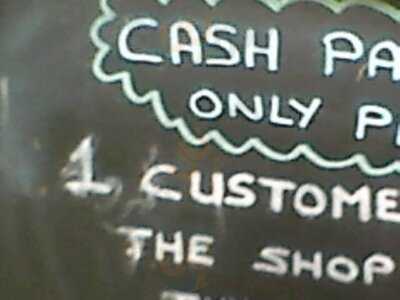 CASH PA
ONLY
1 CUSTOME
THE SHOP